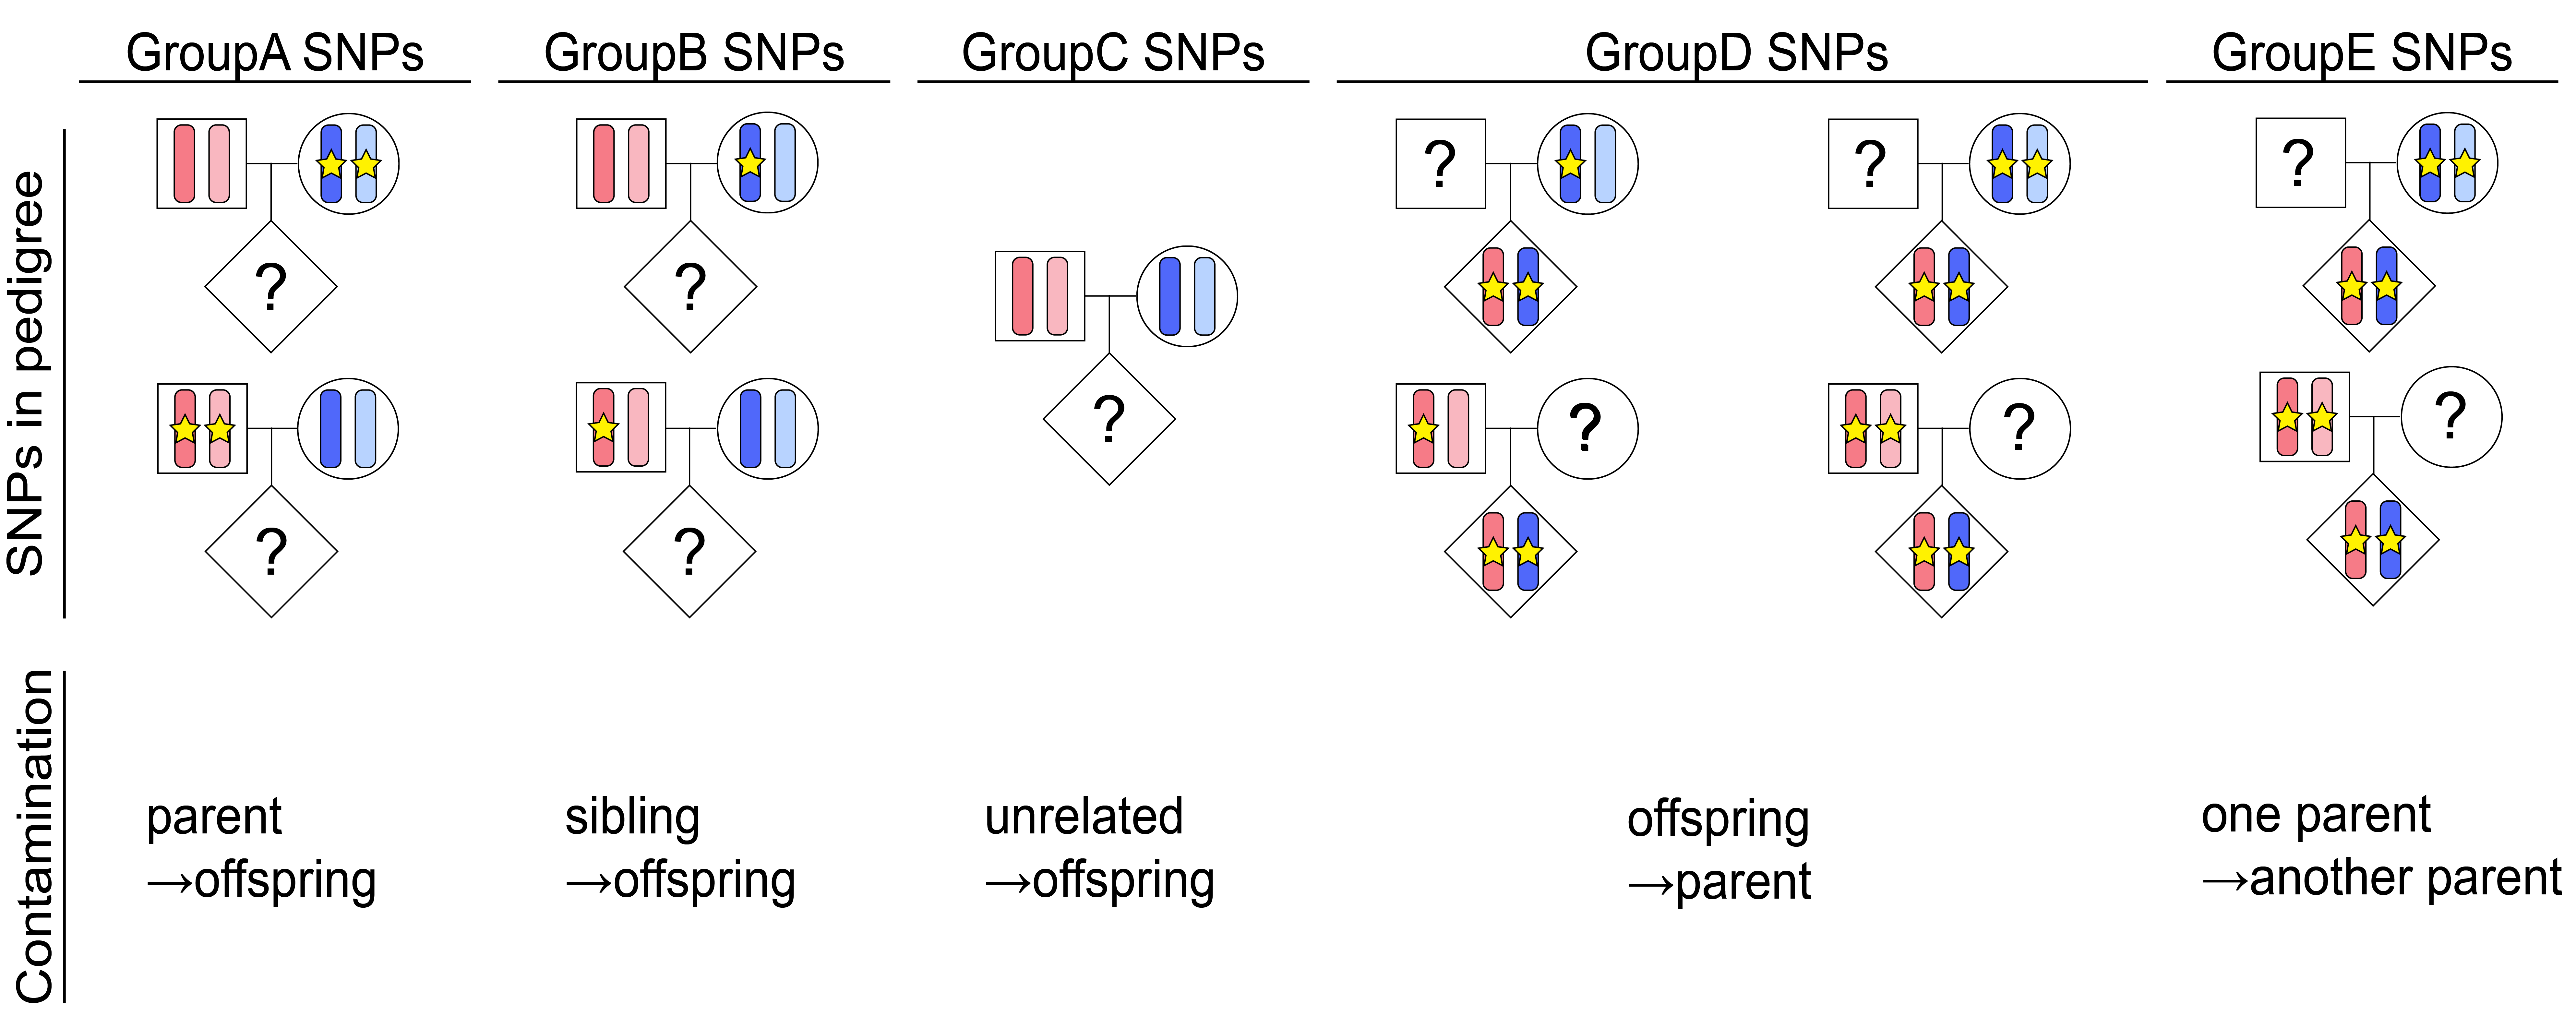 GroupA SNPs
GroupB SNPs
GroupC SNPs
GroupD SNPs
GroupE SNPs
SNPs in pedigree
?
?
?
?
?
?
?
?
?
?
?
Contamination
parent
→offspring
sibling
→offspring
unrelated
→offspring
offspring
→parent
one parent
→another parent